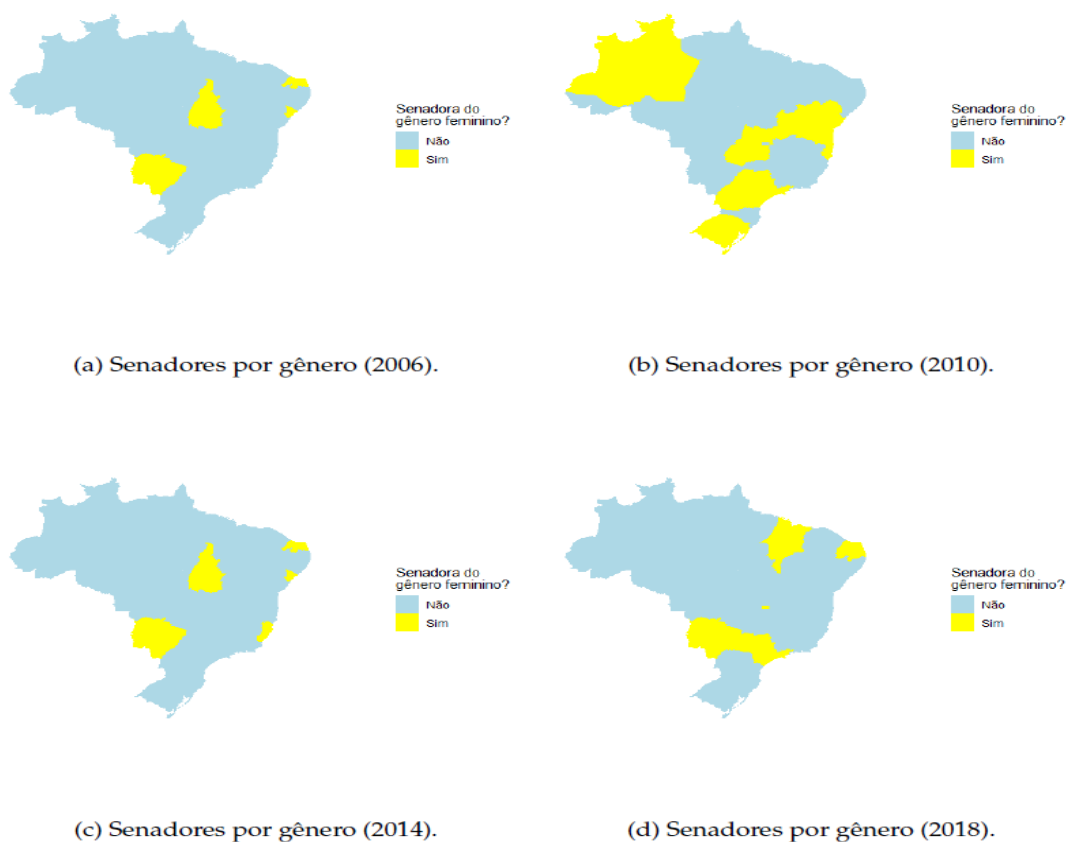 Senadora do
gênero feminino?
Não
Sim
Senadora do
gênero feminino?
Não
Sim
(a) Senadores por gênero (2006).
(b) Senadores por gênero (2010).
Senadora do
gênero feminino?
Não
Sim
Senadora do
gênero feminino?
Não
Sim
(c) Senadores por gênero (2014).
(d) Senadores por gênero (2018).